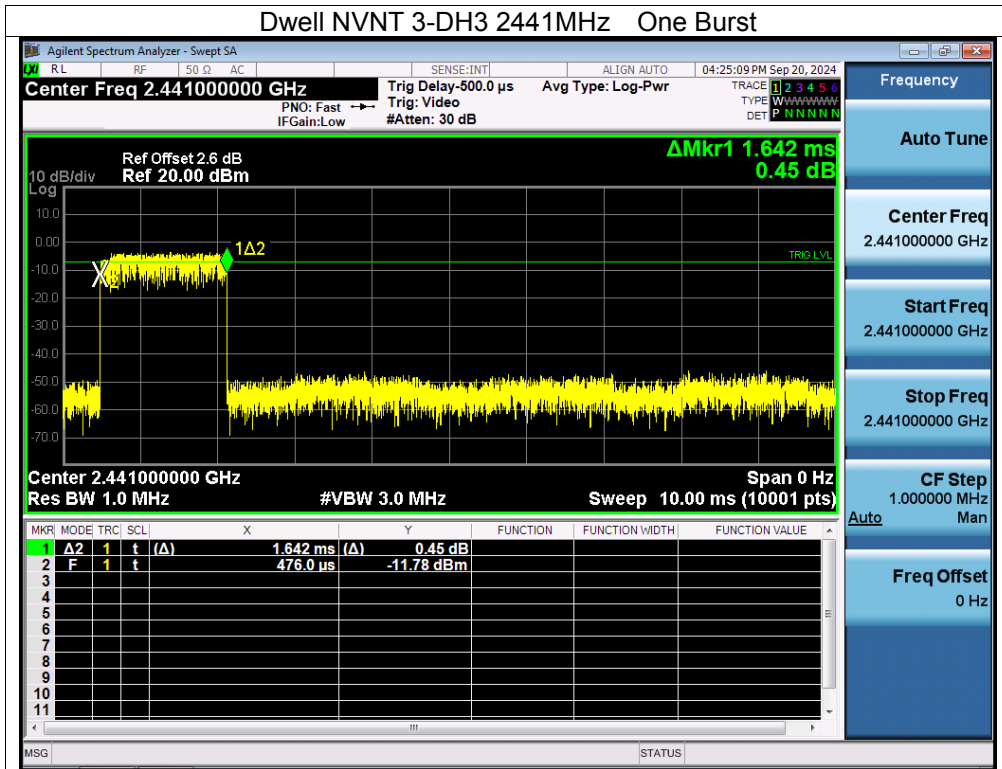 Dwell NVNT 3-DH3 2441MHz One Burst
Agilent Spectrum Analyzer - Swept SA
LXI RL RF 50 Ω AC SENSE:INT ALIGN AUTO 04:25:09 PM Sep 20, 2024
Center Freq 2.441000000 GHz
PNO: Fast
IFGain:Low
Trig Delay-500.0 µs
Trig: Video
#Atten: 30 dB
Avg Type: Log-Pwr
TRACE 1 2 3 4 5 6
TYPE WWWWWW
DET P N N N N N
Frequency
ΔMkr1 1.642 ms
0.45 dB
Ref Offset 2.6 dB
10 dB/div Ref 20.00 dBm
Log
10.0
0.00
-10.0
-20.0
-30.0
-40.0
-50.0
-60.0
-70.0
1Δ2
2
TRIG LVL
Center 2.441000000 GHz Span 0 Hz
Res BW 1.0 MHz #VBW 3.0 MHz Sweep 10.00 ms (10001 pts)
MKR MODE TRC SCL X Y FUNCTION FUNCTION WIDTH FUNCTION VALUE
1 Δ2 1 t (Δ) 1.642 ms (Δ) 0.45 dB
2 F 1 t 476.0 µs -11.78 dBm
3
4
5
6
7
8
9
10
11
MSG STATUS
Auto Tune
Center Freq
2.441000000 GHz
Start Freq
2.441000000 GHz
Stop Freq
2.441000000 GHz
CF Step
1.000000 MHz
Auto Man
Freq Offset
0 Hz